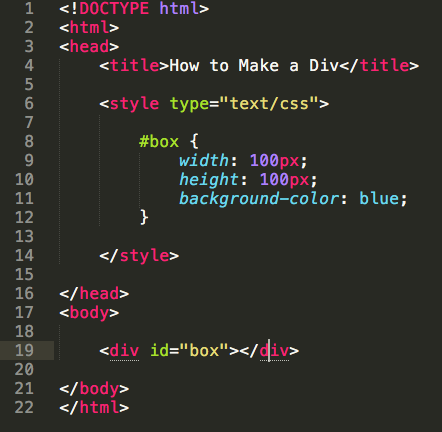 1 <!DOCTYPE html>
2 <html>
3 <head>
4     <title>How to Make a Div</title>
5
6     <style type="text/css">
7
8         #box {
9             width: 100px;
10             height: 100px;
11             background-color: blue;
12         }
13
14     </style>
15
16 </head>
17 <body>
18
19     <div id="box"></div>
20
21 </body>
22 </html>